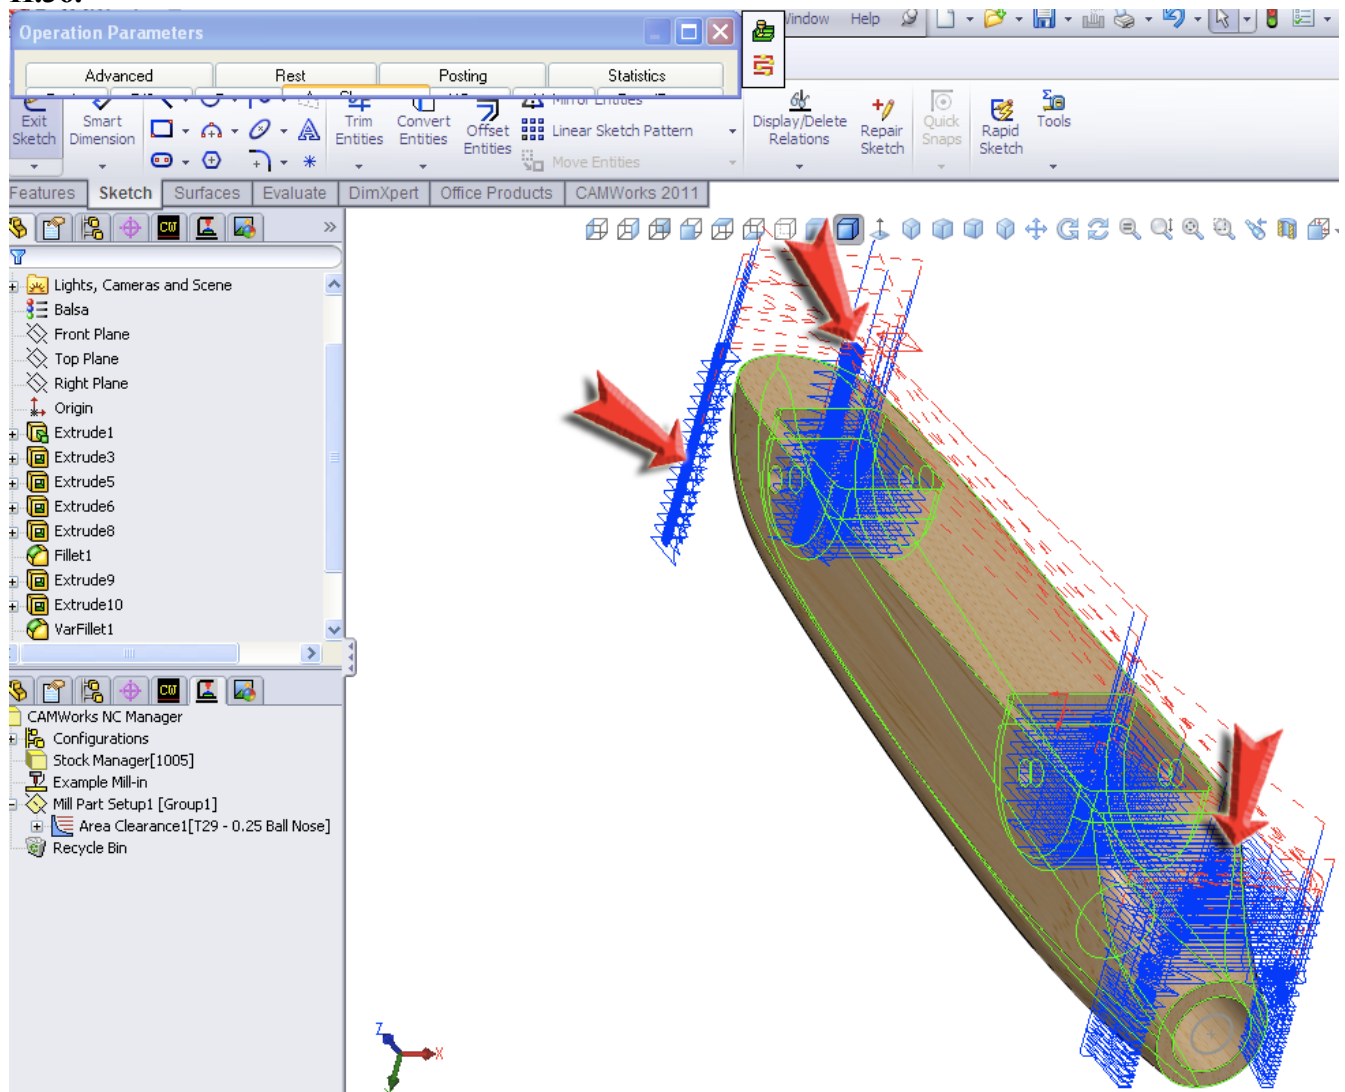 Operation Parameters
Window Help
Advanced Rest Posting Statistics
Exit Sketch
Smart Dimension
Trim Entities
Convert Entities
Offset Entities
Mirror Entities
Linear Sketch Pattern
Move Entities
Display/Delete Relations
Repair Sketch
Quick Snaps
Rapid Sketch
Tools
Features Sketch Surfaces Evaluate DimXpert Office Products CAMWorks 2011
Lights, Cameras and Scene
Balsa
Front Plane
Top Plane
Right Plane
Origin
Extrude1
Extrude3
Extrude5
Extrude6
Extrude8
Fillet1
Extrude9
Extrude10
VarFillet1
CAMWorks NC Manager
Configurations
Stock Manager[1005]
Example Mill-in
Mill Part Setup1 [Group1]
Area Clearance1[T29 - 0.25 Ball Nose]
Recycle Bin
Z
X
Y